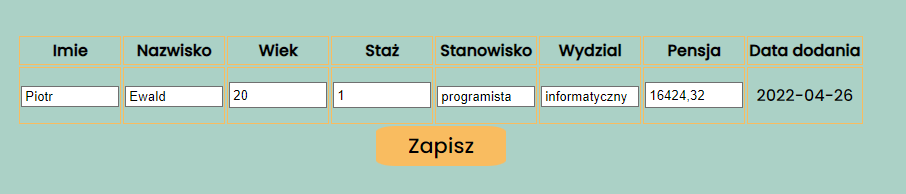 Imie Nazwisko Wiek Staż Stanowisko Wydzial Pensja Data dodania
Piotr Ewald 20 1 programista informatyczny 16424,32 2022-04-26
Zapisz